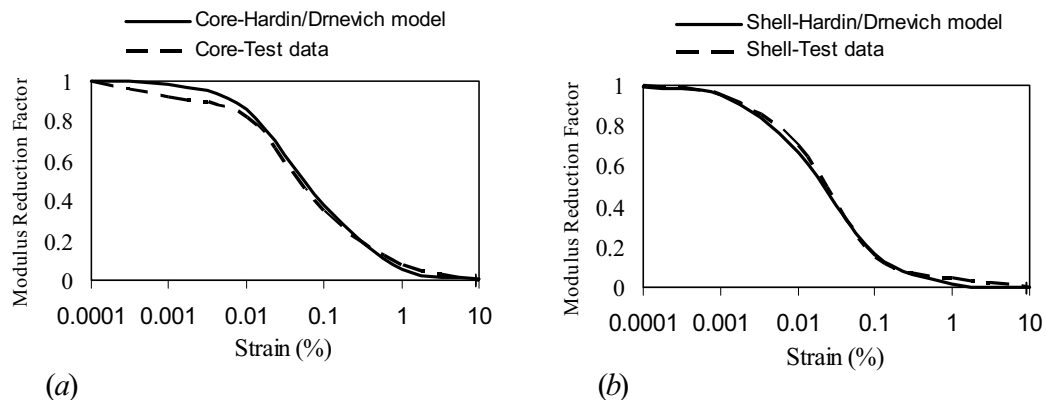 Core-Hardin/Drnevich model
Core-Test data
Modulus Reduction Factor
1
0.8
0.6
0.4
0.2
0
0.0001 0.001 0.01 0.1 1 10
Strain (%)
(a)
Shell-Hardin/Drnevich model
Shell-Test data
Modulus Reduction Factor
1
0.8
0.6
0.4
0.2
0
0.0001 0.001 0.01 0.1 1 10
Strain (%)
(b)